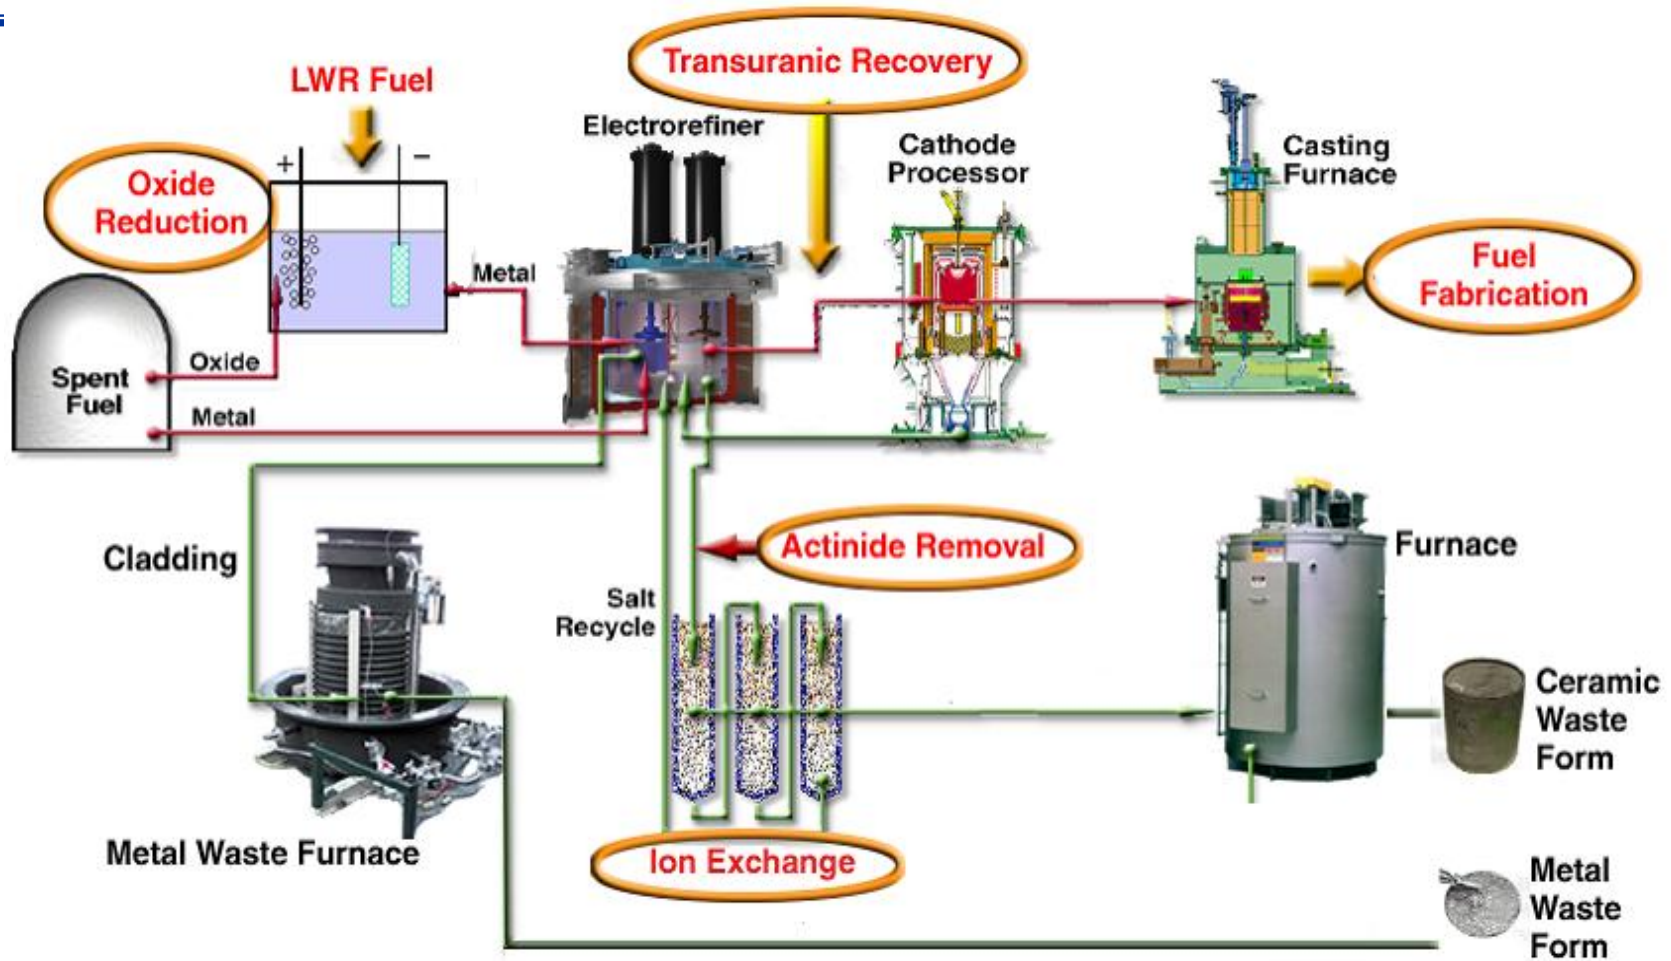 LWR Fuel
Transuranic Recovery
Electrorefiner
Cathode
Processor
Casting
Furnace
+
−
Oxide
Reduction
Fuel
Fabrication
Metal
Spent
Fuel
Oxide
Metal
Cladding
Actinide Removal
Furnace
Salt
Recycle
Ceramic
Waste
Form
Metal Waste Furnace
Ion Exchange
Metal
Waste
Form